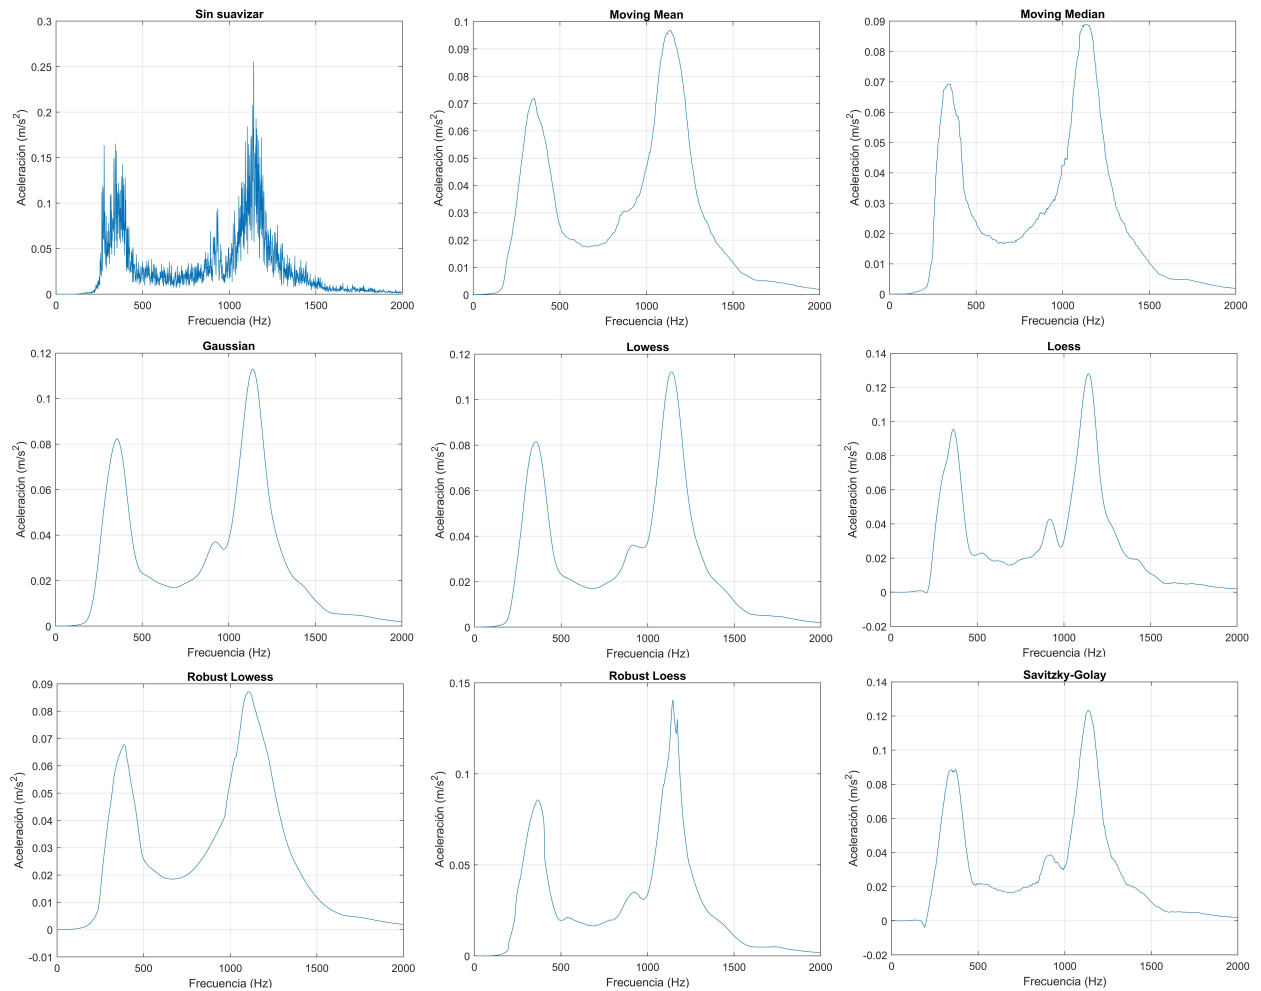 Sin suavizar
0.3
0.25
0.2
0.15
0.1
0.05
0
Aceleración (m/s²)
0 500 1000 1500 2000
Frecuencia (Hz)
Moving Mean
0.1
0.09
0.08
0.07
0.06
0.05
0.04
0.03
0.02
0.01
0
Aceleración (m/s²)
0 500 1000 1500 2000
Frecuencia (Hz)
Moving Median
0.09
0.08
0.07
0.06
0.05
0.04
0.03
0.02
0.01
0
Aceleración (m/s²)
0 500 1000 1500 2000
Frecuencia (Hz)
Gaussian
0.12
0.1
0.08
0.06
0.04
0.02
0
Aceleración (m/s²)
0 500 1000 1500 2000
Frecuencia (Hz)
Lowess
0.12
0.1
0.08
0.06
0.04
0.02
0
Aceleración (m/s²)
0 500 1000 1500 2000
Frecuencia (Hz)
Loess
0.14
0.12
0.1
0.08
0.06
0.04
0.02
0
-0.02
Aceleración (m/s²)
0 500 1000 1500 2000
Frecuencia (Hz)
Robust Lowess
0.09
0.08
0.07
0.06
0.05
0.04
0.03
0.02
0.01
0
-0.01
Aceleración (m/s²)
0 500 1000 1500 2000
Frecuencia (Hz)
Robust Loess
0.15
0.1
0.05
0
Aceleración (m/s²)
0 500 1000 1500 2000
Frecuencia (Hz)
Savitzky-Golay
0.14
0.12
0.1
0.08
0.06
0.04
0.02
0
-0.02
Aceleración (m/s²)
0 500 1000 1500 2000
Frecuencia (Hz)